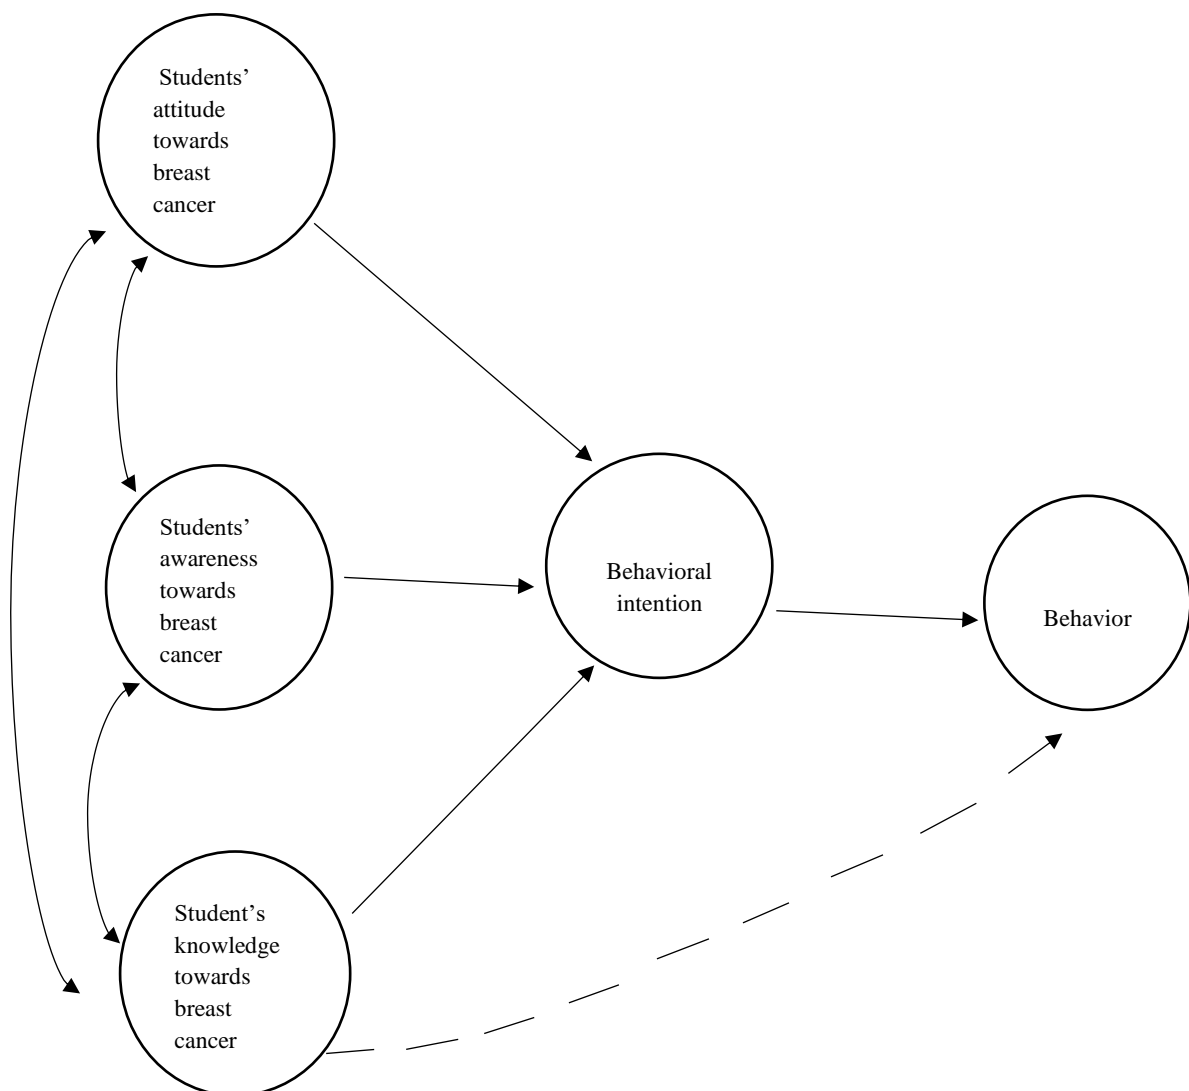 Students’
attitude
towards
breast
cancer
Students’
awareness
towards
breast
cancer
Behavioral
intention
Behavior
Student’s
knowledge
towards
breast
cancer